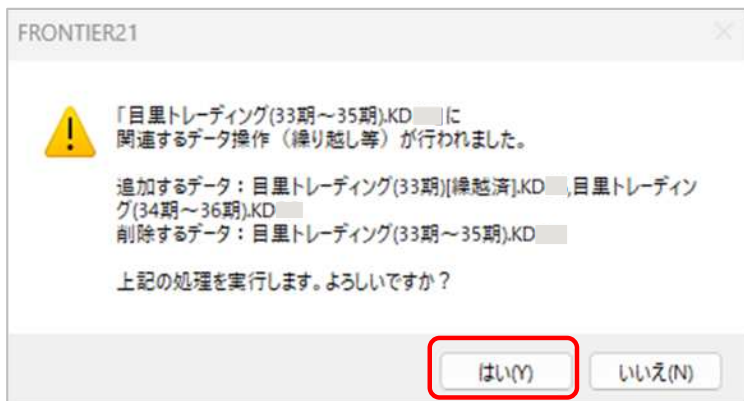 FRONTIER21
「目黒トレーディング(33期～35期).KD 」に
関連するデータ操作（繰り越し等）が行われました。
追加するデータ：目黒トレーディング(33期)[繰越済].KD ,目黒トレーディン
グ(34期～36期).KD
削除するデータ：目黒トレーディング(33期～35期).KD
上記の処理を実行します。よろしいですか？
はい(Y)
いいえ(N)